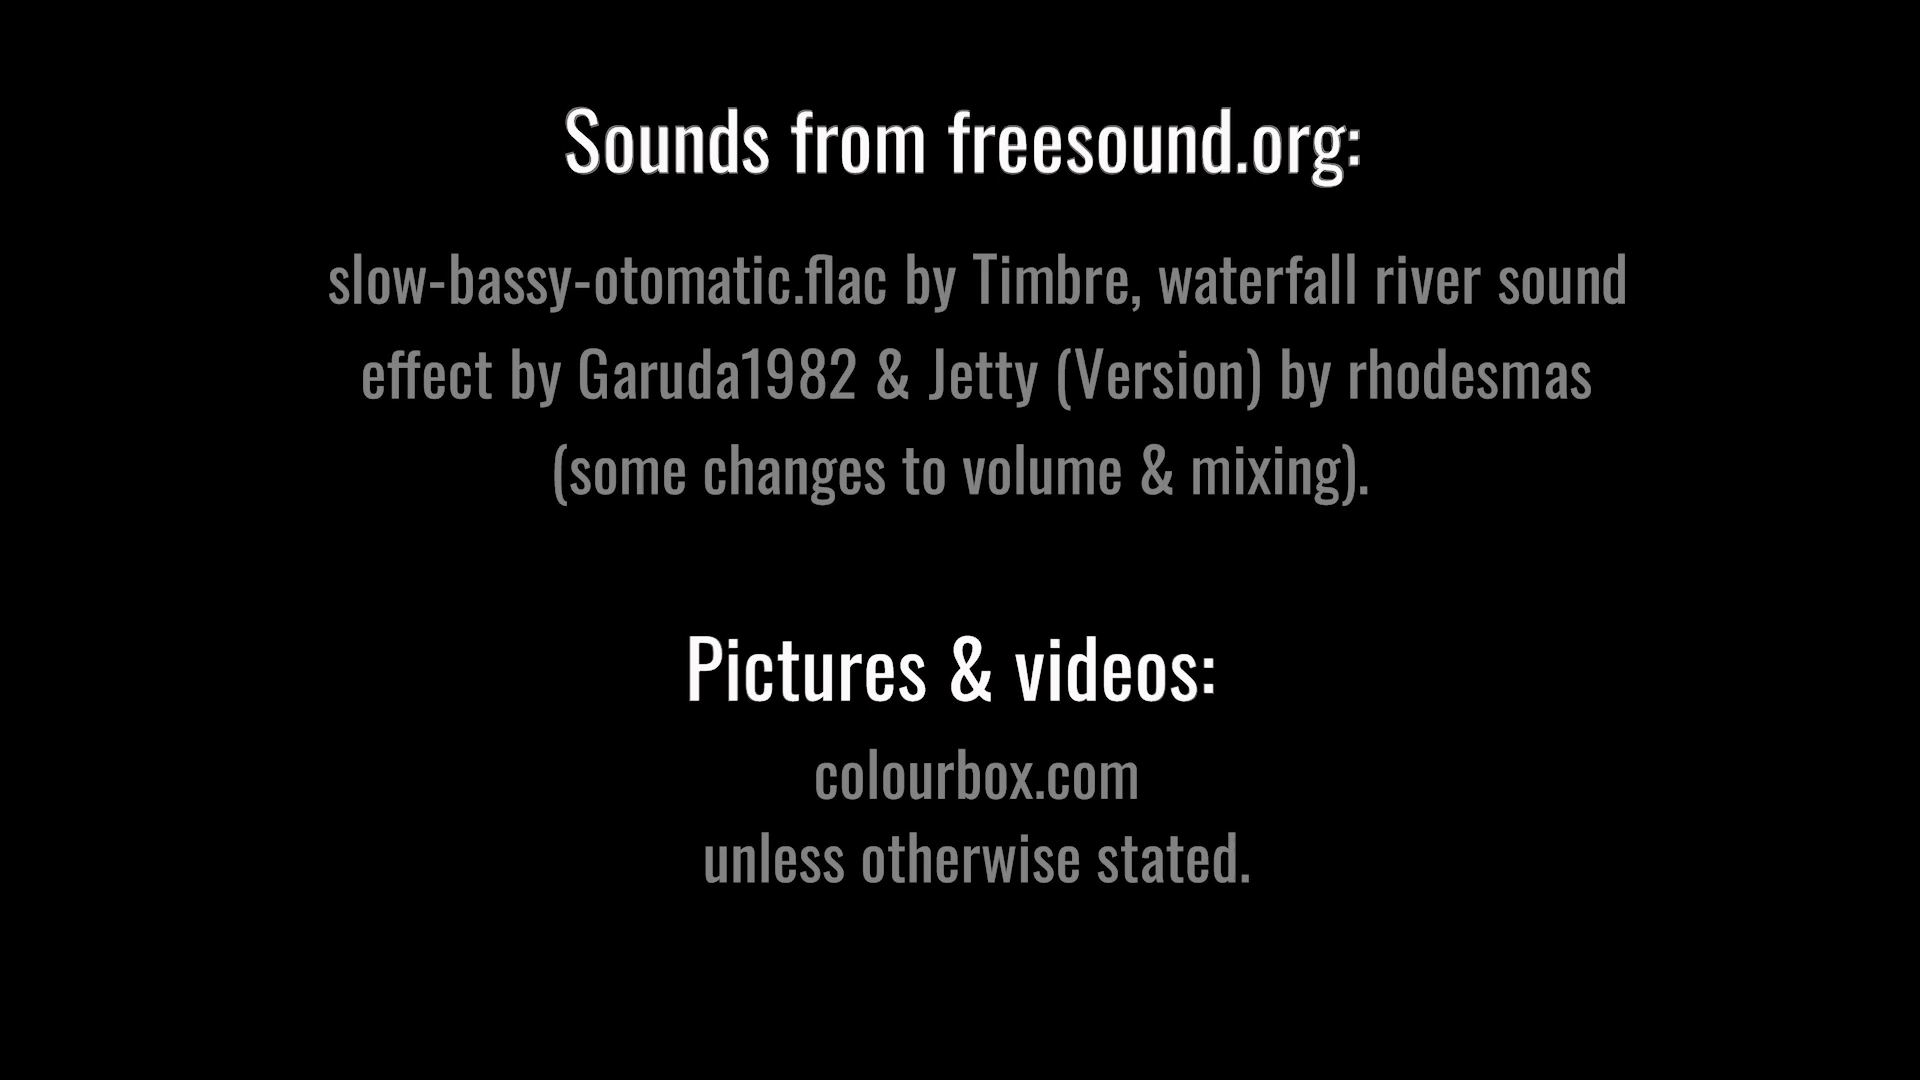 Sounds from freesound.org:
slow-bassy-otomatic.flac by Timbre, waterfall river sound
effect by Garuda1982 & Jetty (Version) by rhodesmas
(some changes to volume & mixing).
Pictures & videos:
colourbox.com
unless otherwise stated.